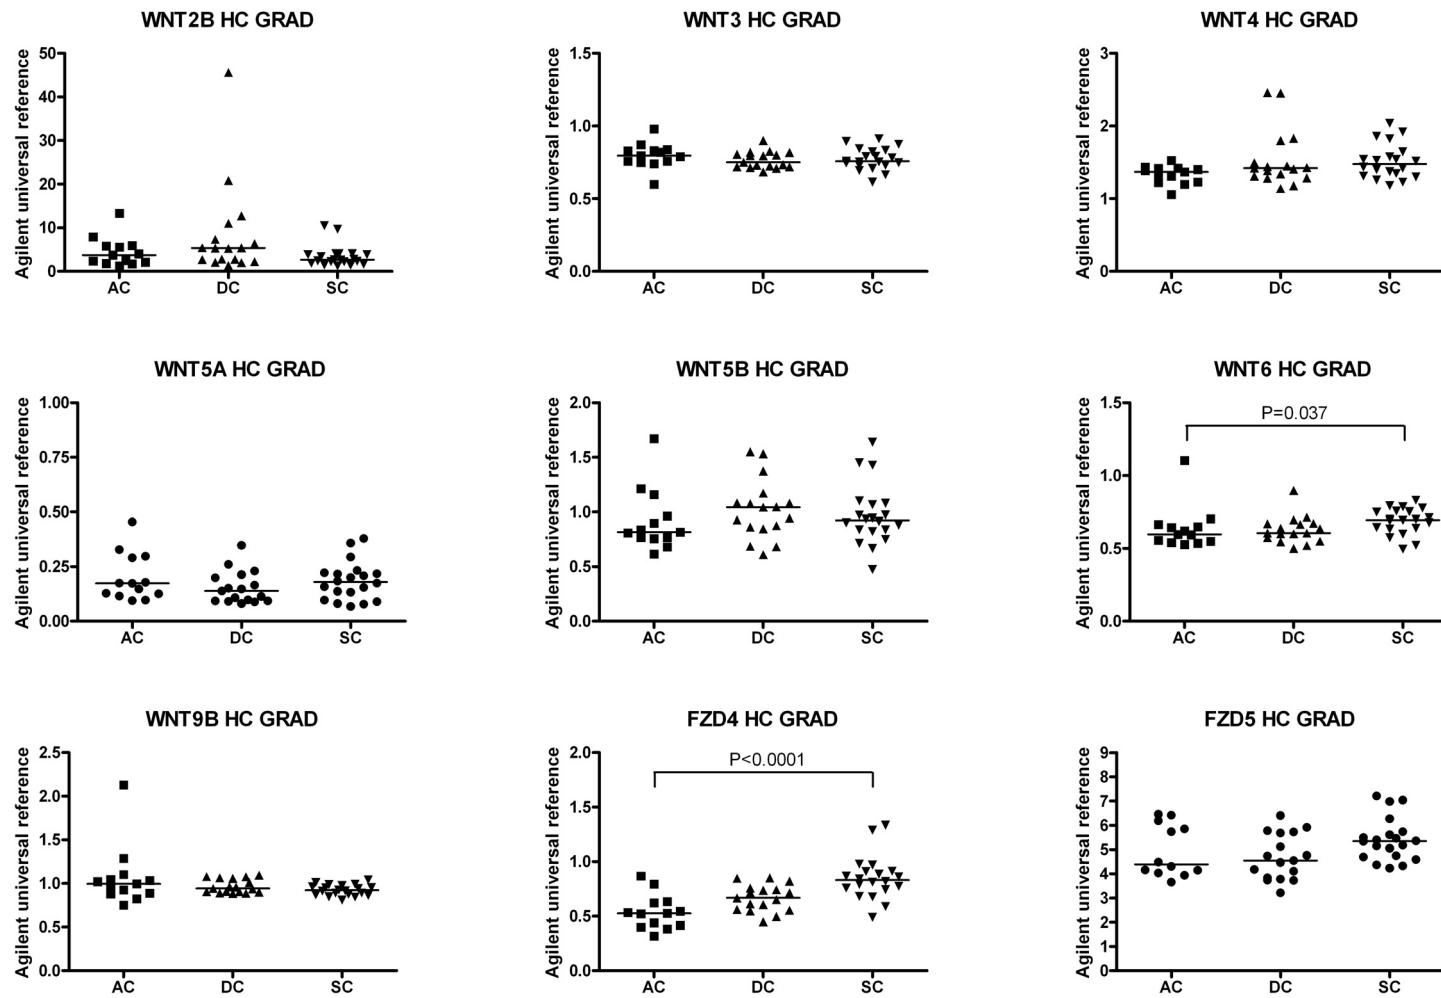 WNT2B HC GRAD
Agilent universal reference
50
40
30
20
10
0
AC DC SC
WNT3 HC GRAD
Agilent universal reference
1.5
1.0
0.5
0.0
AC DC SC
WNT4 HC GRAD
Agilent universal reference
3
2
1
0
AC DC SC
WNT5A HC GRAD
Agilent universal reference
1.00
0.75
0.50
0.25
0.00
AC DC SC
WNT5B HC GRAD
Agilent universal reference
2.0
1.5
1.0
0.5
0.0
AC DC SC
WNT6 HC GRAD
Agilent universal reference
1.5
P=0.037
1.0
0.5
0.0
AC DC SC
WNT9B HC GRAD
Agilent universal reference
2.5
2.0
1.5
1.0
0.5
0.0
AC DC SC
FZD4 HC GRAD
Agilent universal reference
2.0
P<0.0001
1.5
1.0
0.5
0.0
AC DC SC
FZD5 HC GRAD
Agilent universal reference
9
8
7
6
5
4
3
2
1
0
AC DC SC